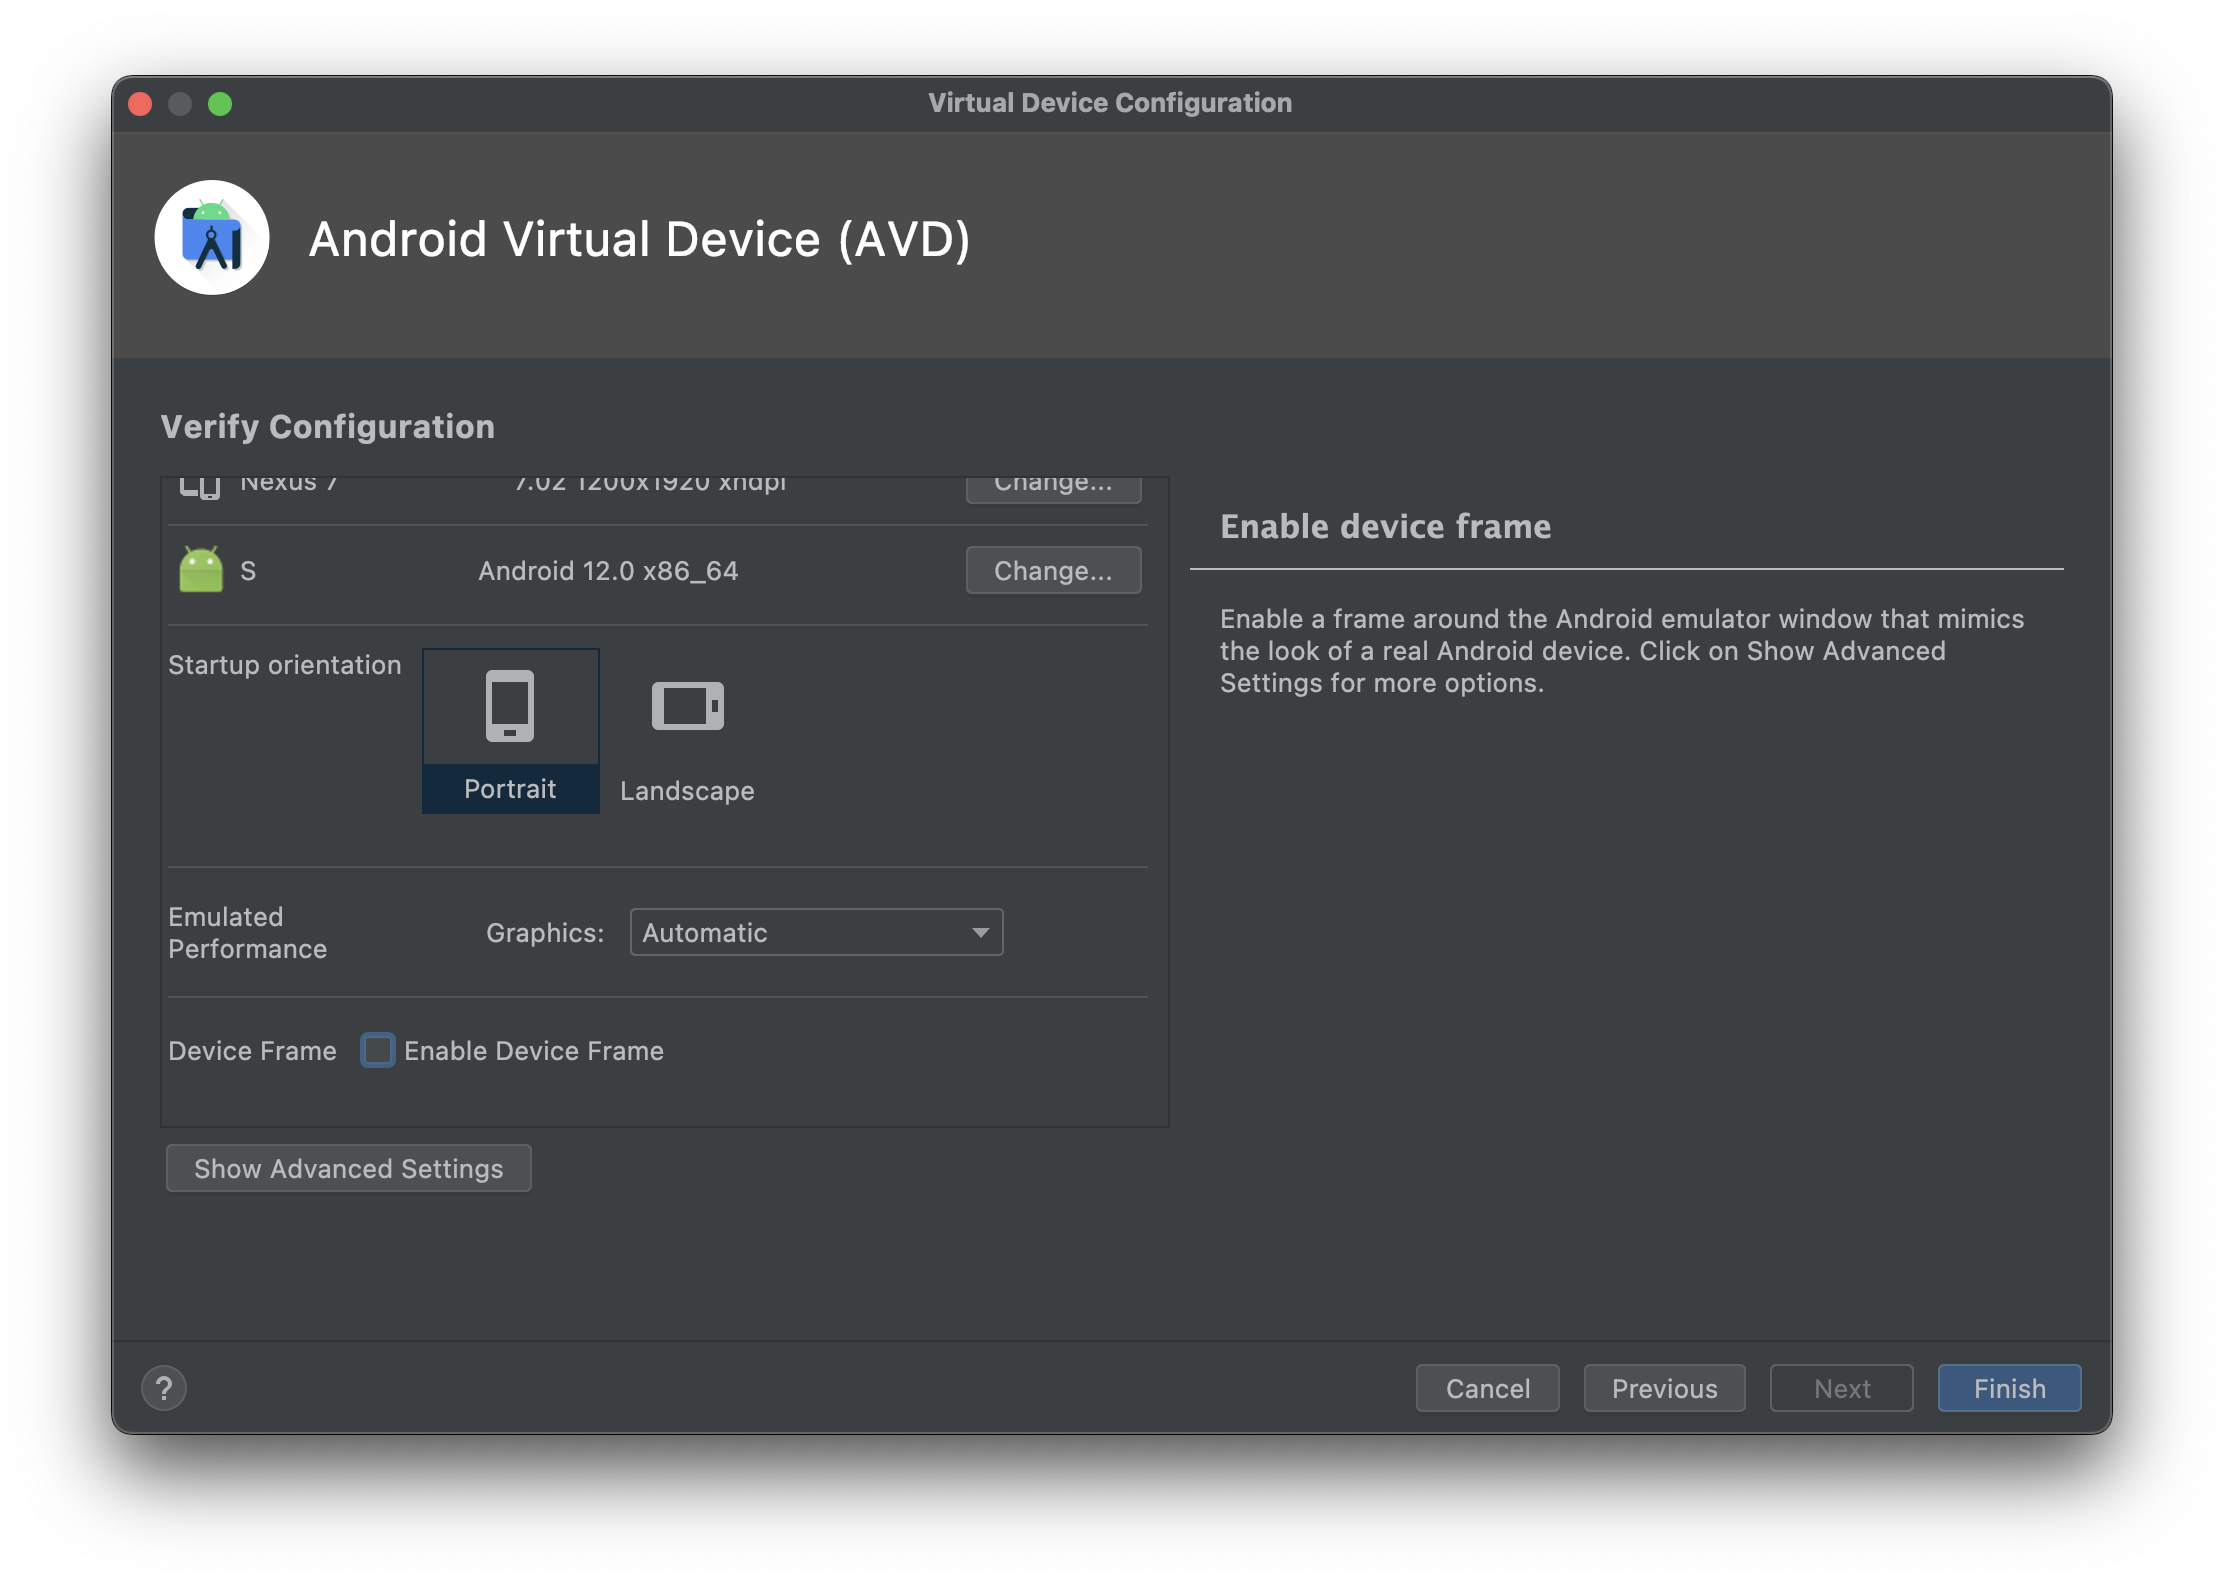 Virtual Device Configuration
Android Virtual Device (AVD)
Verify Configuration
Nexus 7 7.02 1200x1920 xhdpi Change...
S Android 12.0 x86_64 Change...
Startup orientation
Portrait
Landscape
Emulated
Performance
Graphics: Automatic
Device Frame Enable Device Frame
Show Advanced Settings
Enable device frame
Enable a frame around the Android emulator window that mimics
the look of a real Android device. Click on Show Advanced
Settings for more options.
? Cancel Previous Next Finish